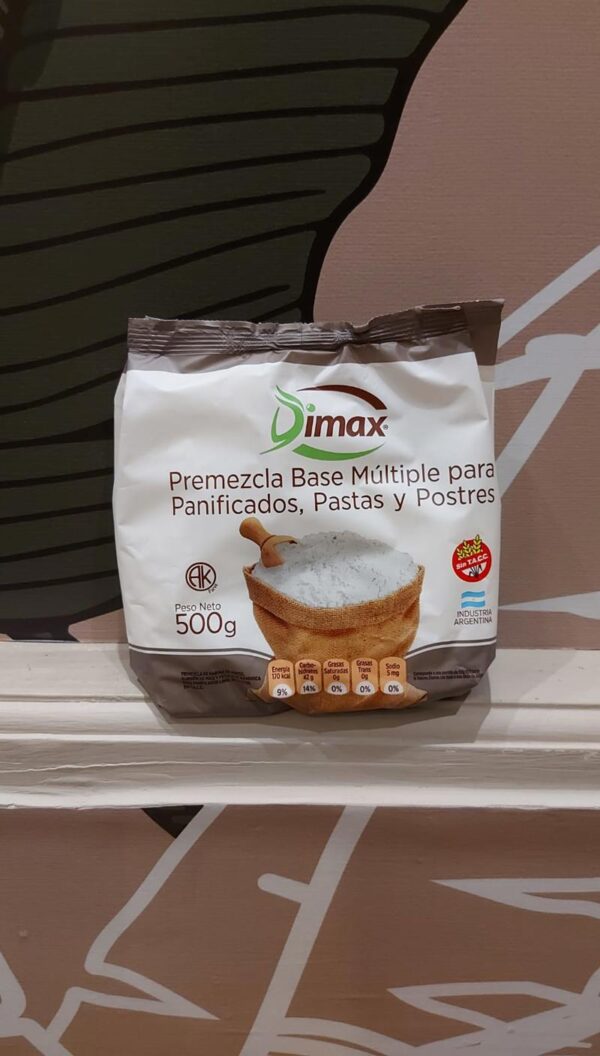 Dimax®
Premezcla Base Múltiple para
Panificados, Pastas y Postres
AK
Sin T.A.C.C.
Peso Neto
500g
INDUSTRIA
ARGENTINA
Energía
170 kcal
9%
Carbo-
hidratos
42 g
14%
Grasas
Saturadas
0g
0%
Grasas
Trans
0g
0%
Sodio
5 mg
0%